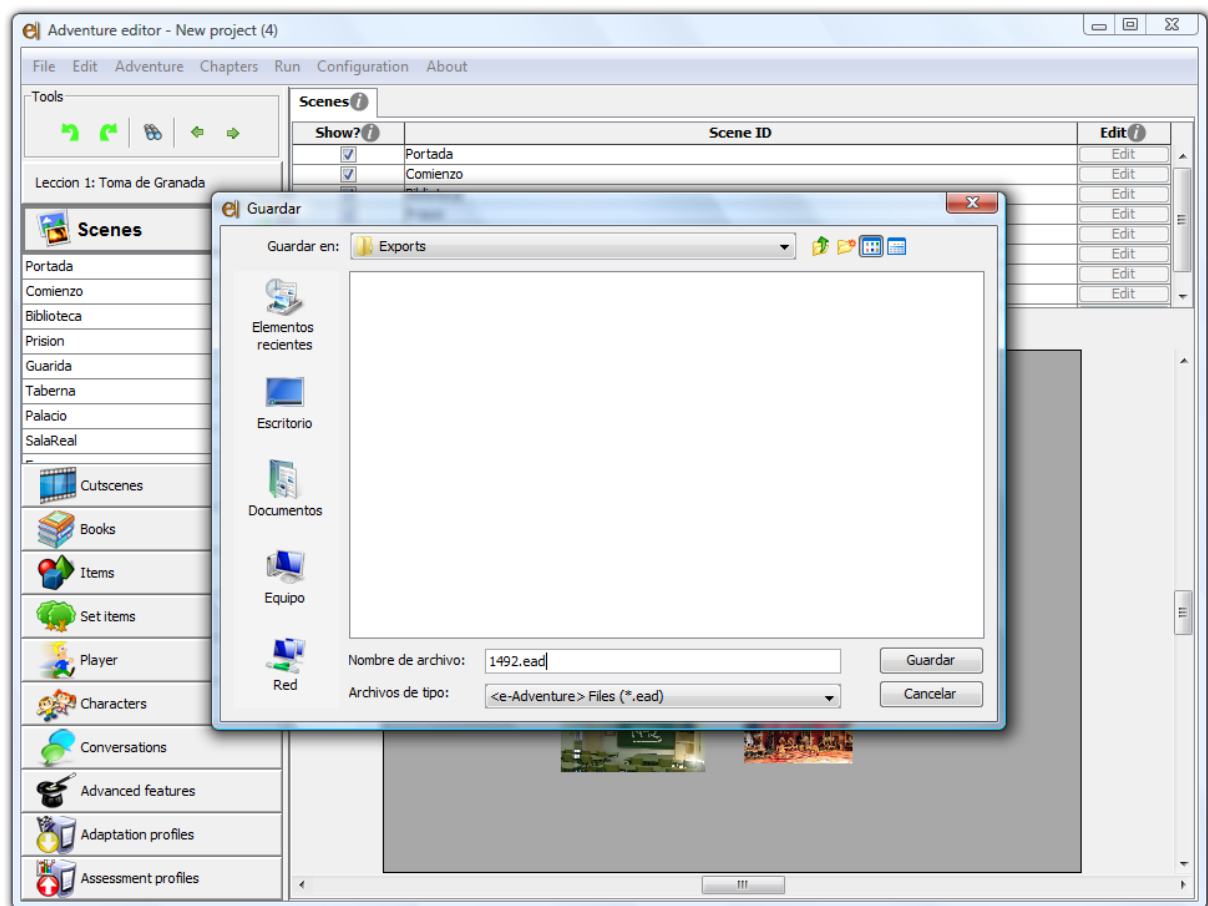 Adventure editor - New project (4)
File Edit Adventure Chapters Run Configuration About
Tools
Leccion 1: Toma de Granada
Scenes
Portada
Comienzo
Biblioteca
Prision
Guarida
Taberna
Palacio
SalaReal
Cutscenes
Books
Items
Set items
Player
Characters
Conversations
Advanced features
Adaptation profiles
Assessment profiles
Scenes
Show? Scene ID Edit
Portada Edit
Comienzo Edit
Edit
Edit
Edit
Edit
Edit
Edit
Guardar
Guardar en: Exports
Elementos
recientes
Escritorio
Documentos
Equipo
Red
Nombre de archivo: 1492.ead Guardar
Archivos de tipo: <e-Adventure> Files (*.ead) Cancelar